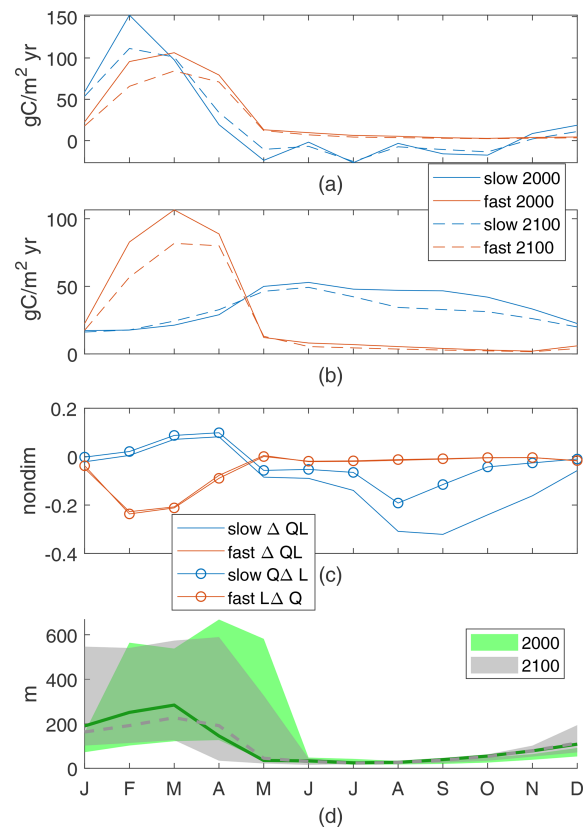 150
100
50
0
gC/m² yr
(a)
slow 2000
fast 2000
slow 2100
fast 2100
100
50
0
gC/m² yr
(b)
0.2
0
-0.2
-0.4
nondim
slow Δ QL
fast Δ QL
slow QΔ L
fast LΔ Q
(c)
600
400
200
0
m
2000
2100
J F M A M J J A S O N D
(d)